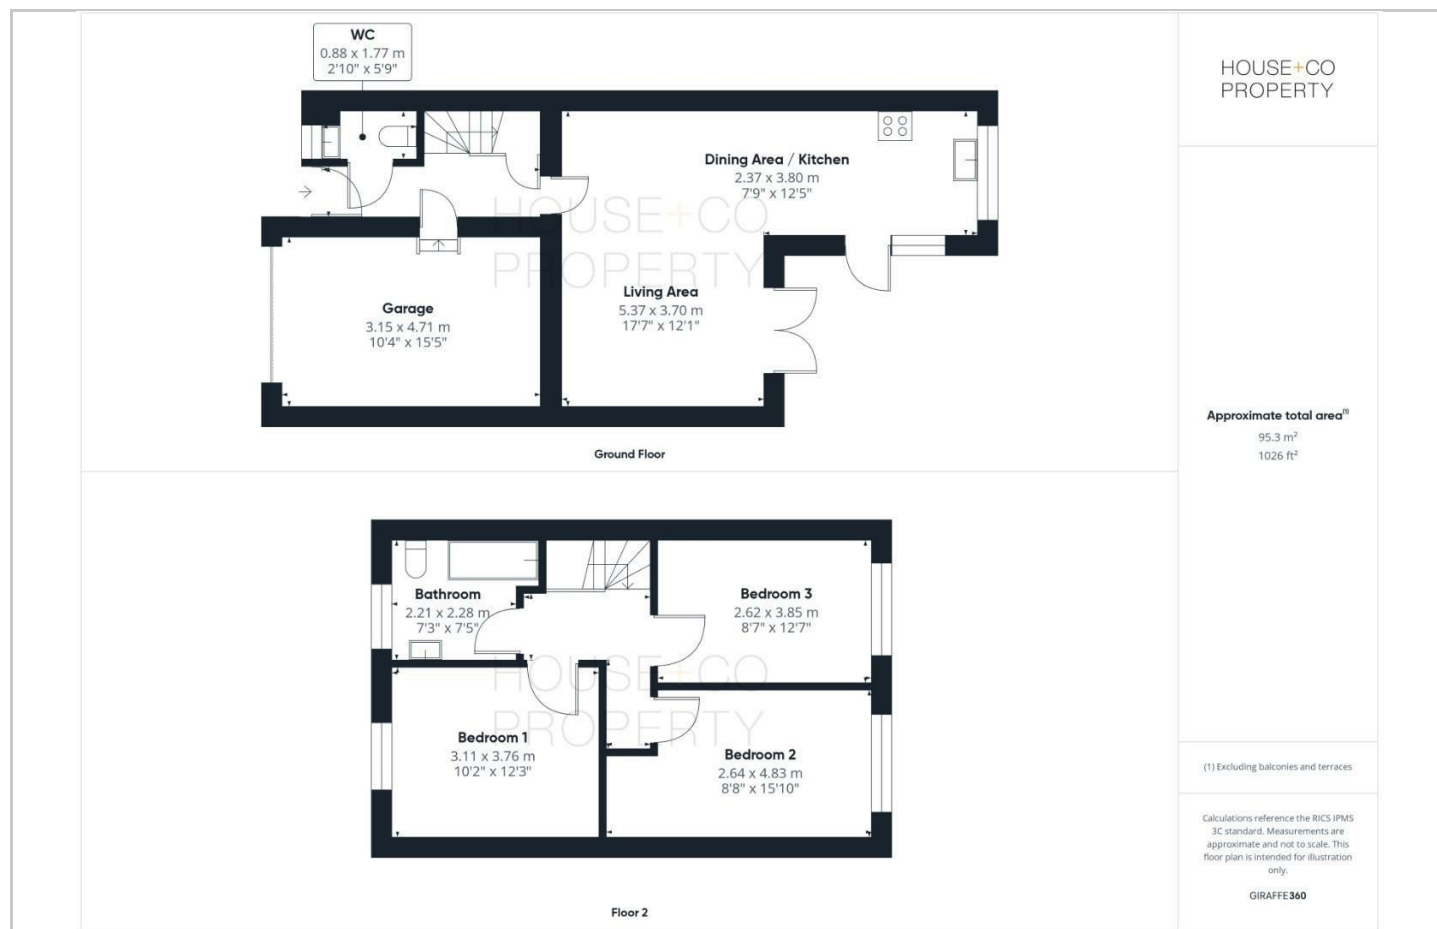 WC
0.88 x 1.77 m
2'10" x 5'9"
Dining Area / Kitchen
2.37 x 3.80 m
7'9" x 12'5"
Living Area
5.37 x 3.70 m
17'7" x 12'1"
Garage
3.15 x 4.71 m
10'4" x 15'5"
HOUSE+CO
PROPERTY
Ground Floor
Bathroom
2.21 x 2.28 m
7'3" x 7'5"
Bedroom 3
2.62 x 3.85 m
8'7" x 12'7"
Bedroom 1
3.11 x 3.76 m
10'2" x 12'3"
Bedroom 2
2.64 x 4.83 m
8'8" x 15'10"
HOUSE+CO
PROPERTY
Floor 2
HOUSE+CO
PROPERTY
Approximate total area(1)
95.3 m²
1026 ft²
(1) Excluding balconies and terraces
Calculations reference the RICS IPMS
3C standard. Measurements are
approximate and not to scale. This
floor plan is intended for illustration
only.
GIRAFFE360